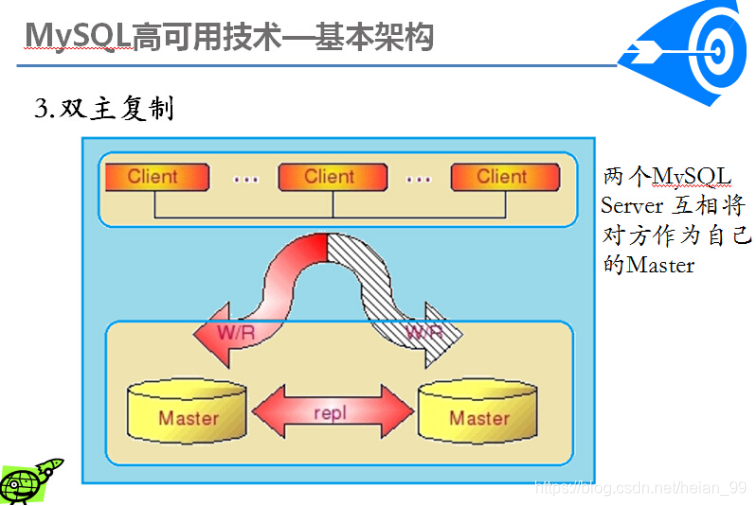 MySQL高可用技术—基本架构
3.双主复制
Client ... Client ... Client
两个MySQL
Server 互相将
对方作为自己
的Master
W/R W/R
Master repl Master
https://blog.csdn.net/heian_99